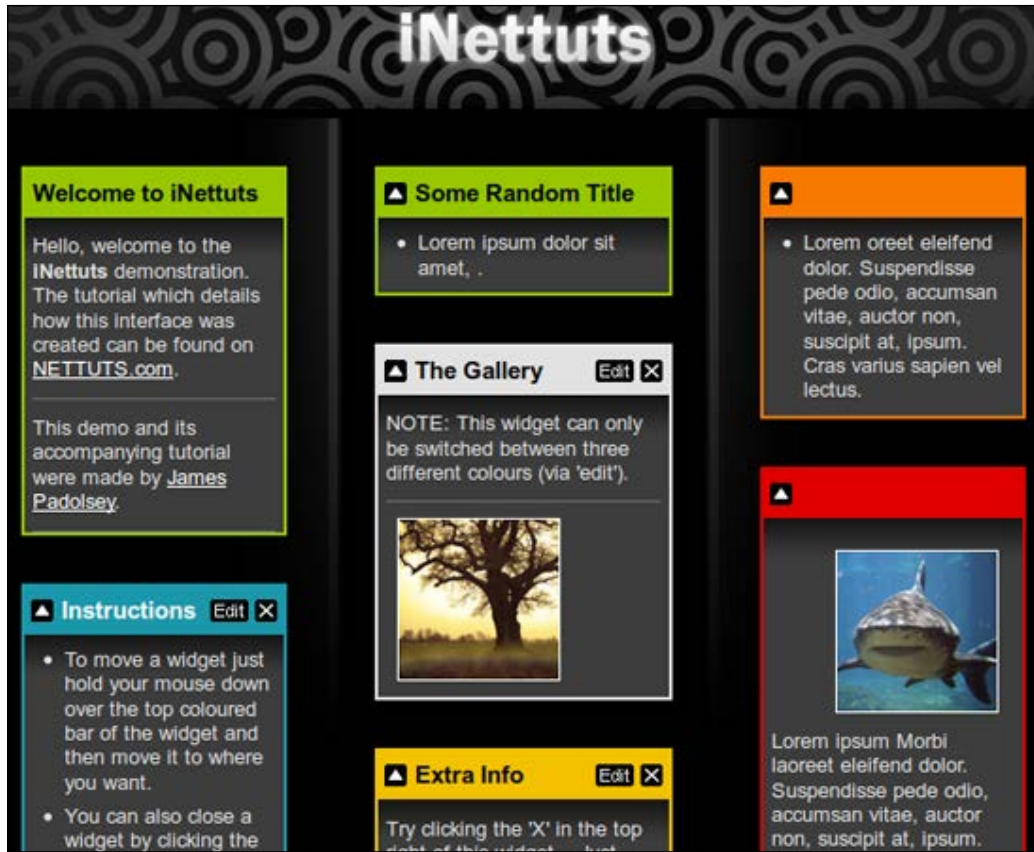 iNettuts
Welcome to iNettuts
Hello, welcome to the
iNettuts demonstration.
The tutorial which details
how this interface was
created can be found on
NETTUTS.com.
This demo and its
accompanying tutorial
were made by James
Padolsey.
Instructions Edit X
• To move a widget just
hold your mouse down
over the top coloured
bar of the widget and
then move it to where
you want.
• You can also close a
widget by clicking the
Some Random Title
• Lorem ipsum dolor sit
amet, .
The Gallery Edit X
NOTE: This widget can only
be switched between three
different colours (via 'edit').
Extra Info Edit X
Try clicking the 'X' in the top
right of this widget... Just
• Lorem oreet eleifend
dolor. Suspendisse
pede odio, accumsan
vitae, auctor non,
suscipit at, ipsum.
Cras varius sapien vel
lectus.
Lorem ipsum Morbi
laoreet eleifend dolor.
Suspendisse pede odio,
accumsan vitae, auctor
non, suscipit at, ipsum.